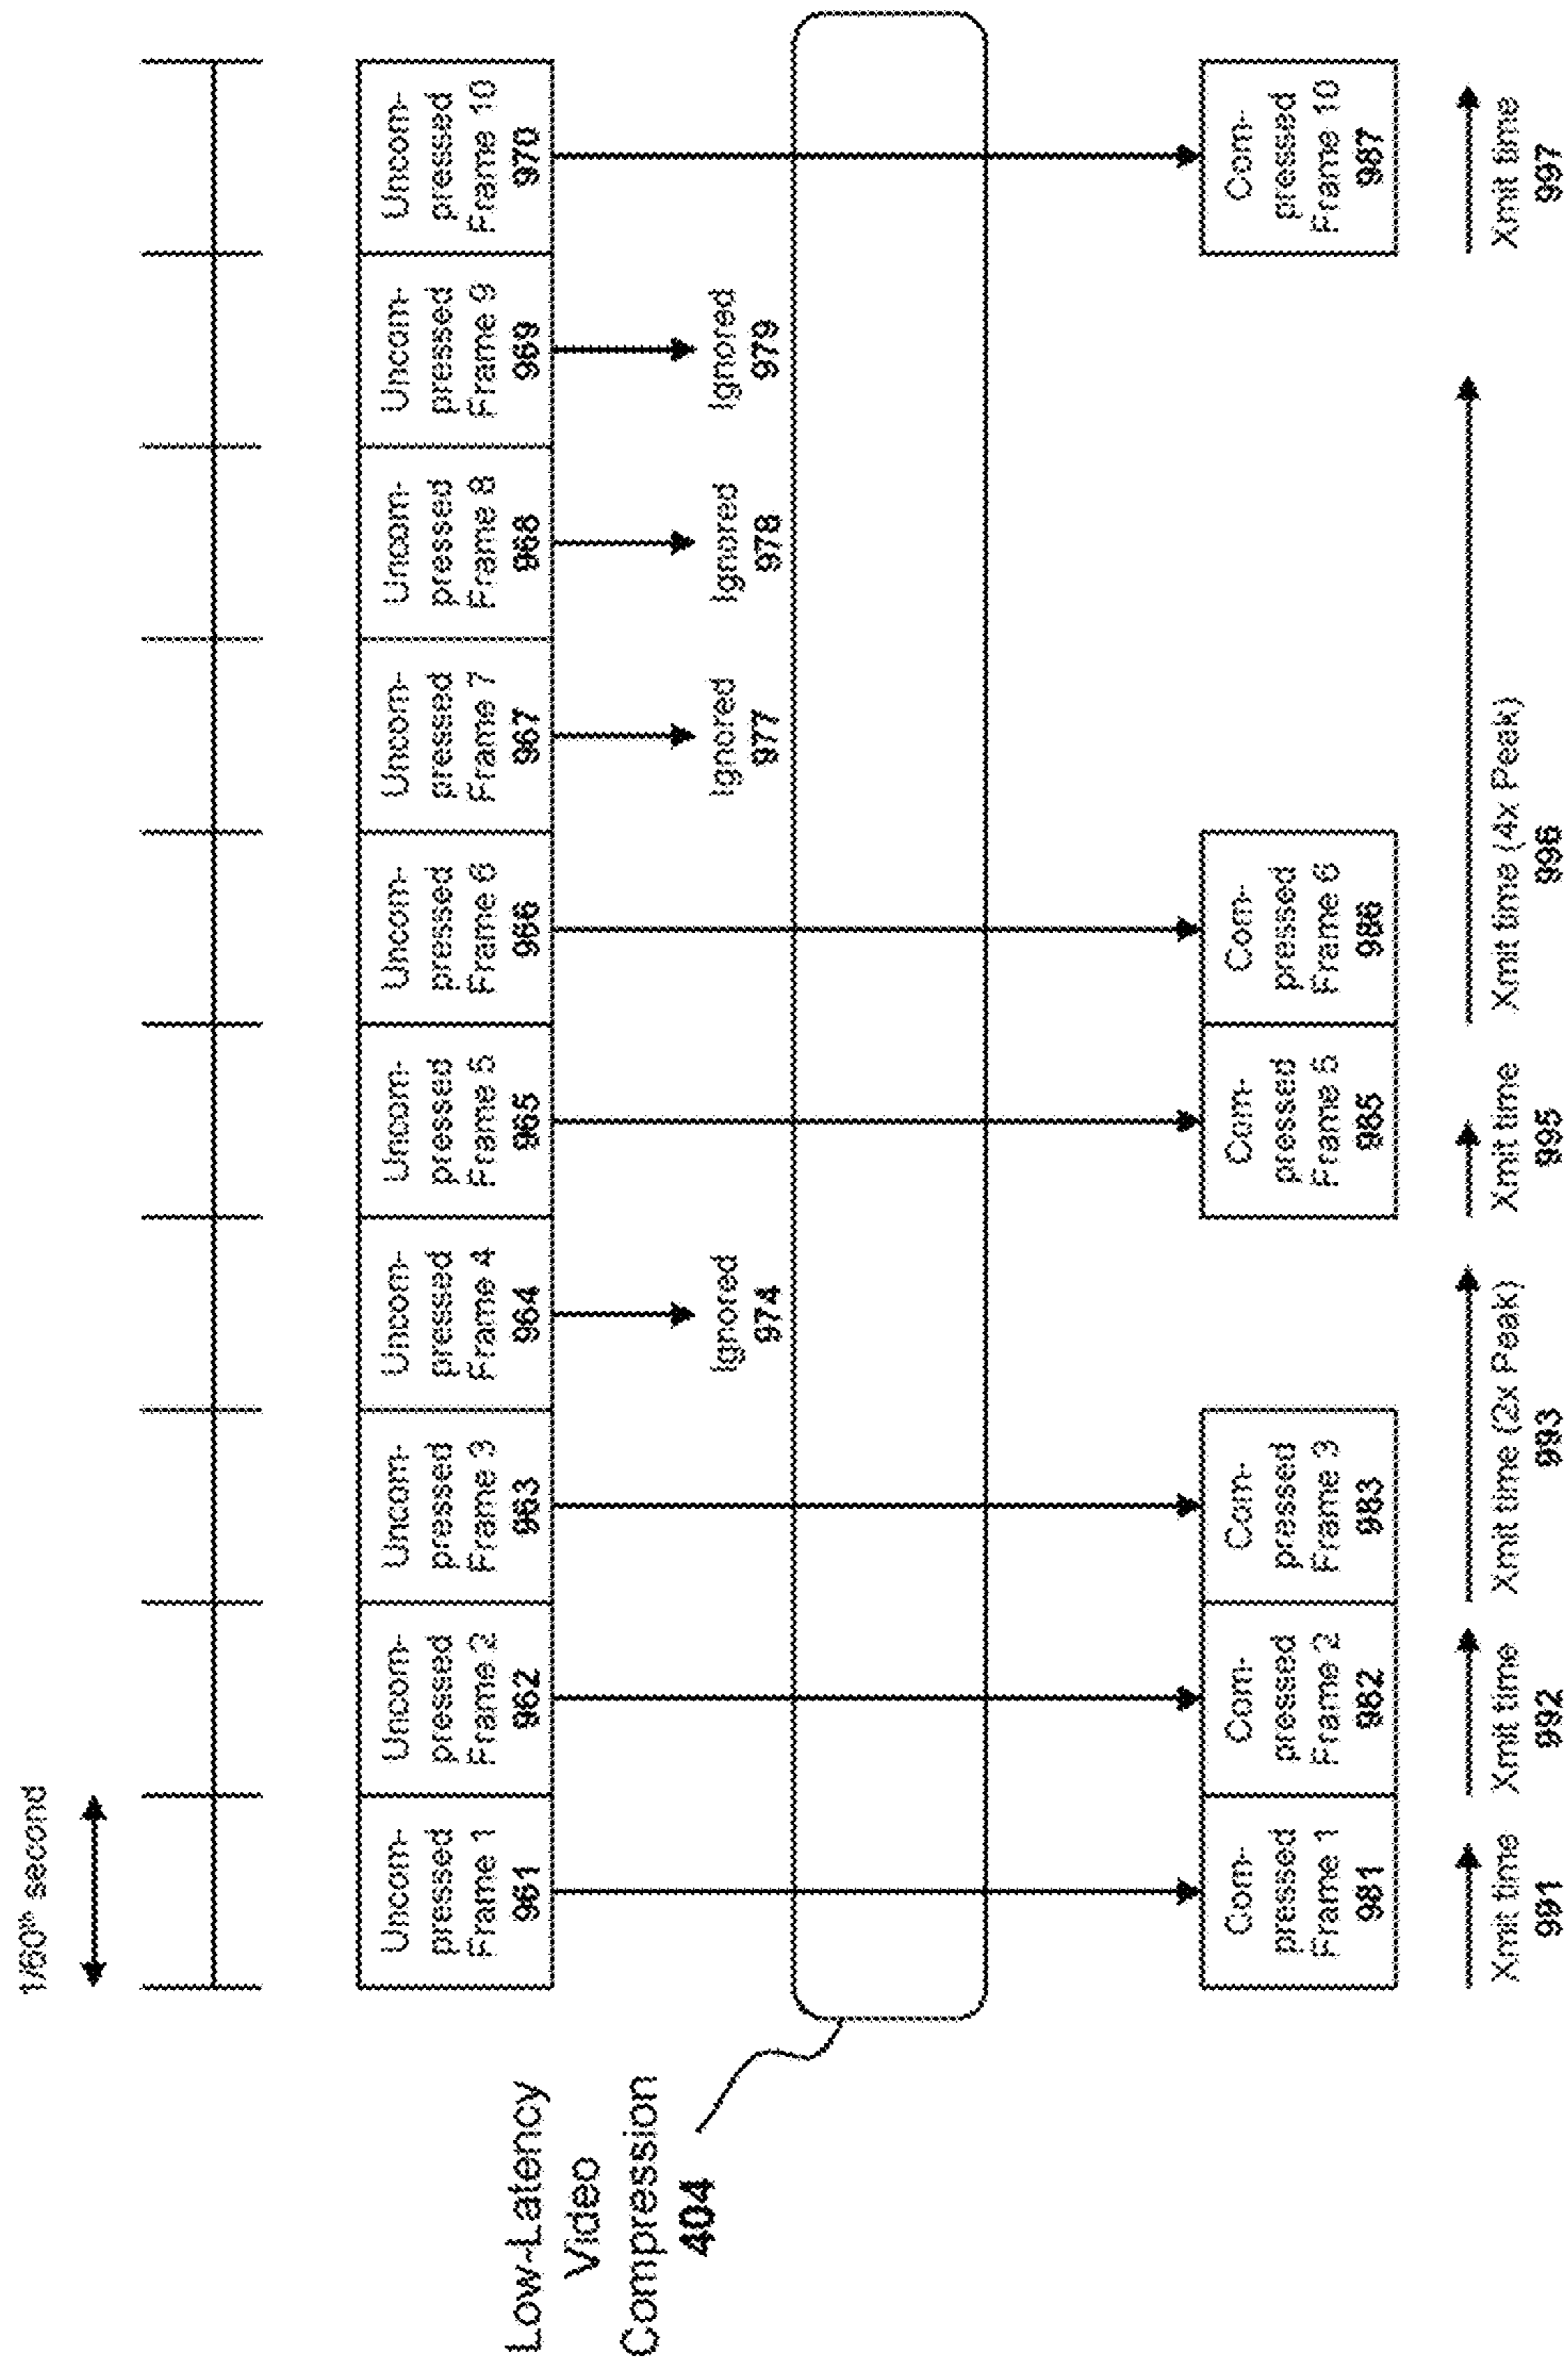 1/60th second
Uncom-
pressed
Frame 1
961
Uncom-
pressed
Frame 2
962
Uncom-
pressed
Frame 3
963
Uncom-
pressed
Frame 4
964
Uncom-
pressed
Frame 5
965
Uncom-
pressed
Frame 6
966
Uncom-
pressed
Frame 7
967
Uncom-
pressed
Frame 8
968
Uncom-
pressed
Frame 9
969
Uncom-
pressed
Frame 10
970
Ignored
974
Ignored
977
Ignored
978
Ignored
979
Low-Latency
Video
Compression
404
Com-
pressed
Frame 1
981
Com-
pressed
Frame 2
982
Com-
pressed
Frame 3
983
Com-
pressed
Frame 5
985
Com-
pressed
Frame 6
986
Com-
pressed
Frame 10
987
Xmit time
991
Xmit time
992
Xmit time (2x Peak)
993
Xmit time
995
Xmit time (4x Peak)
996
Xmit time
997